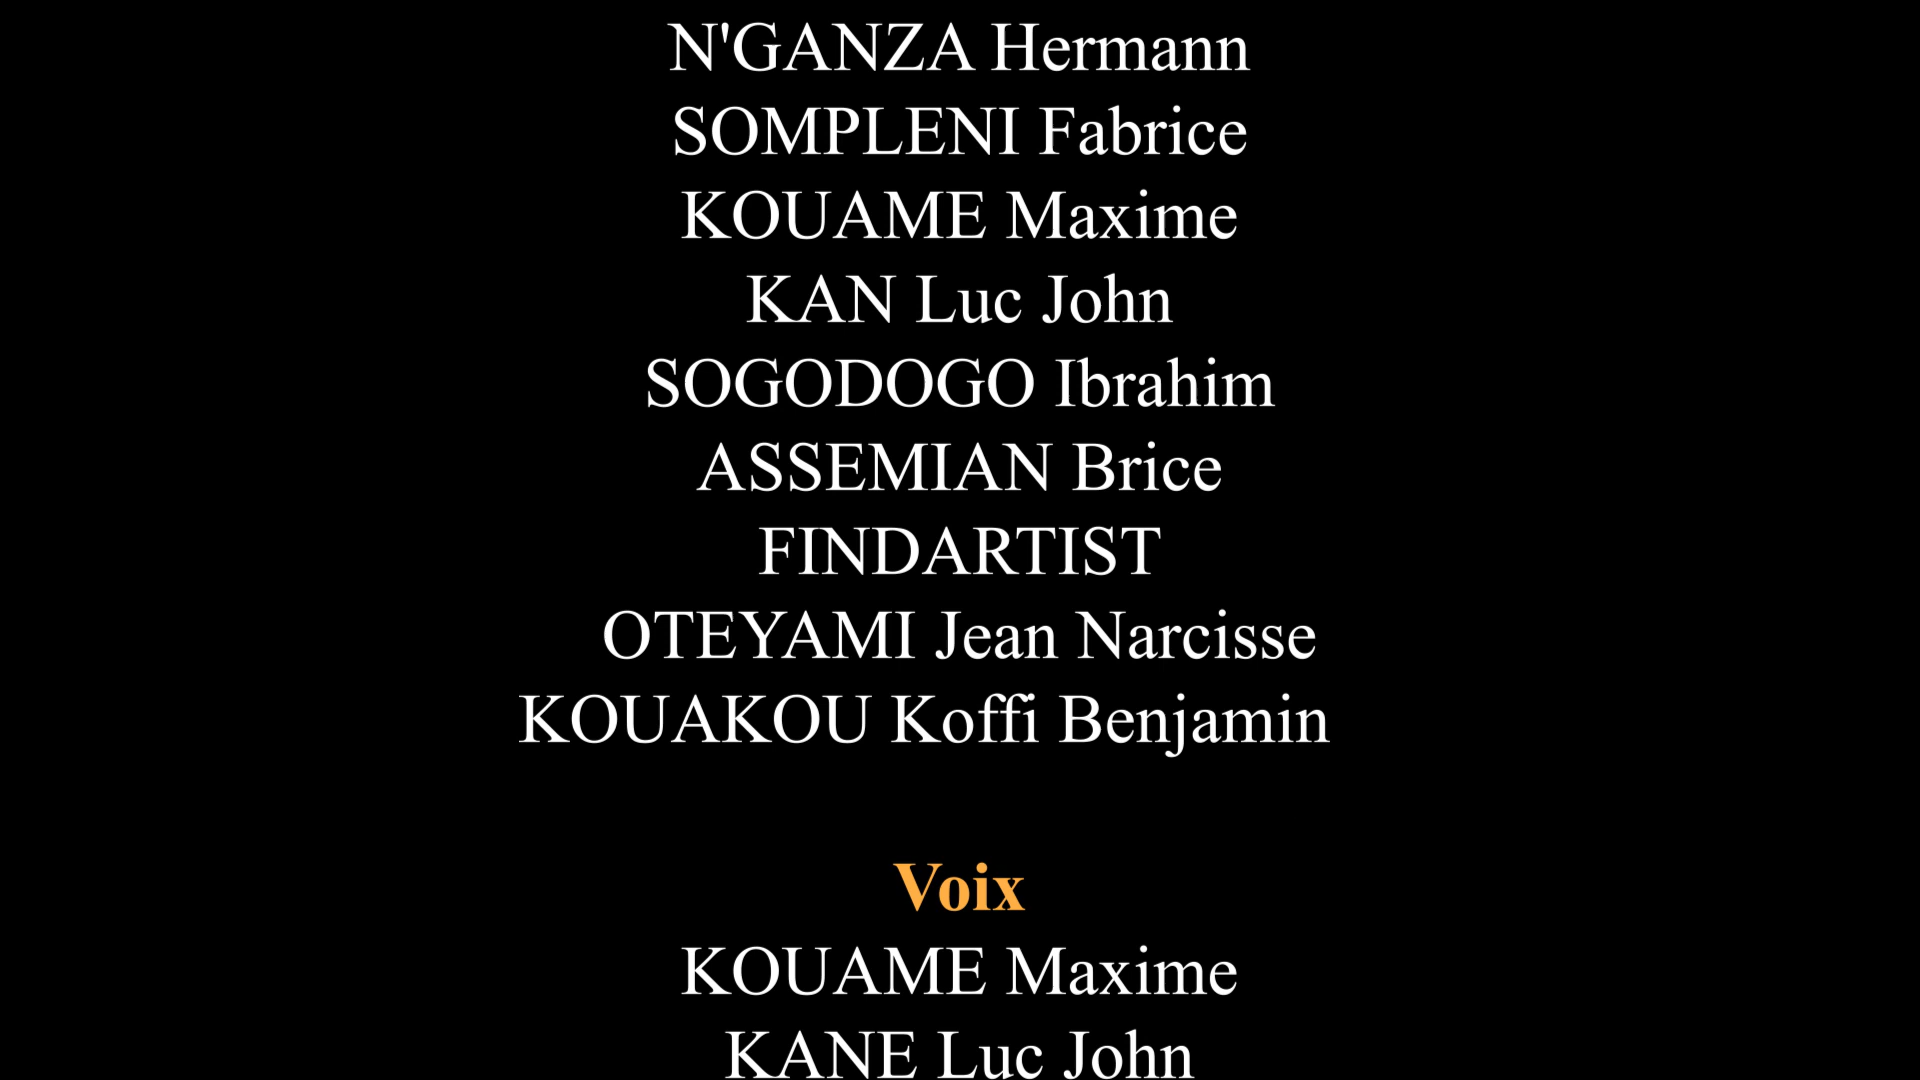 N'GANZA Hermann
SOMPLENI Fabrice
KOUAME Maxime
KAN Luc John
SOGODOGO Ibrahim
ASSEMIAN Brice
FINDARTIST
OTEYAMI Jean Narcisse
KOUAKOU Koffi Benjamin
Voix
KOUAME Maxime
KANE Luc John